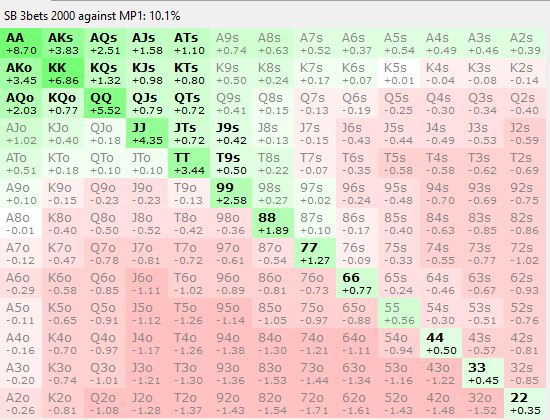 SB 3bets 2000 against MP1: 10.1%
AA AKs AQs AJs ATs A9s A8s A7s A6s A5s A4s A3s A2s
+8.70 +3.83 +2.51 +1.58 +1.10 +0.74 +0.63 +0.52 +0.37 +0.54 +0.49 +0.46 +0.39
AKo KK KQs KJs KTs K9s K8s K7s K6s K5s K4s K3s K2s
+3.45 +6.86 +1.32 +0.98 +0.80 +0.50 +0.24 +0.17 +0.07 +0.01 -0.04 -0.08 -0.14
AQo KQo QQ QJs QTs Q9s Q8s Q7s Q6s Q5s Q4s Q3s Q2s
+2.03 +0.77 +5.52 +0.79 +0.72 +0.41 +0.15 -0.13 -0.19 -0.25 -0.30 -0.34 -0.40
AJo KJo QJo JJ JTs J9s J8s J7s J6s J5s J4s J3s J2s
+1.02 +0.40 +0.18 +4.35 +0.72 +0.42 +0.13 -0.15 -0.43 -0.44 -0.49 -0.53 -0.59
ATo KTo QTo JTo TT T9s T8s T7s T6s T5s T4s T3s T2s
+0.51 +0.18 +0.10 +0.10 +3.44 +0.50 +0.22 -0.07 -0.35 -0.58 -0.58 -0.62 -0.69
A9o K9o Q9o J9o T9o 99 98s 97s 96s 95s 94s 93s 92s
+0.10 -0.15 -0.23 -0.23 -0.13 +2.58 +0.27 +0.02 -0.24 -0.48 -0.70 -0.69 -0.75
A8o K8o Q8o J8o T8o 98o 88 87s 86s 85s 84s 83s 82s
-0.01 -0.40 -0.50 -0.52 -0.42 -0.36 +1.89 +0.10 -0.17 -0.40 -0.63 -0.85 -0.86
A7o K7o Q7o J7o T7o 97o 87o 77 76s 75s 74s 73s 72s
-0.12 -0.47 -0.78 -0.81 -0.72 -0.61 -0.54 +1.27 -0.09 -0.33 -0.55 -0.77 -1.02
A6o K6o Q6o J6o T6o 96o 86o 76o 66 65s 64s 63s 62s
-0.29 -0.58 -0.85 -1.11 -1.02 -0.89 -0.81 -0.73 +0.77 -0.24 -0.46 -0.67 -0.93
A5o K5o Q5o J5o T5o 95o 85o 75o 65o 55 54s 53s 52s
-0.11 -0.65 -0.91 -1.12 -1.26 -1.14 -1.05 -0.97 -0.88 +0.56 -0.30 -0.51 -0.76
A4o K4o Q4o J4o T4o 94o 84o 74o 64o 54o 44 43s 42s
-0.16 -0.70 -0.97 -1.17 -1.26 -1.38 -1.30 -1.21 -1.11 -0.94 +0.50 -0.57 -0.81
A3o K3o Q3o J3o T3o 93o 83o 73o 63o 53o 43o 33 32s
-0.20 -0.74 -1.01 -1.21 -1.30 -1.36 -1.53 -1.44 -1.34 -1.16 -1.22 +0.45 -0.85
A2o K2o Q2o J2o T2o 92o 82o 72o 62o 52o 42o 32o 22
-0.26 -0.81 -1.08 -1.28 -1.37 -1.43 -1.54 -1.72 -1.61 -1.43 -1.48 -1.52 +0.35